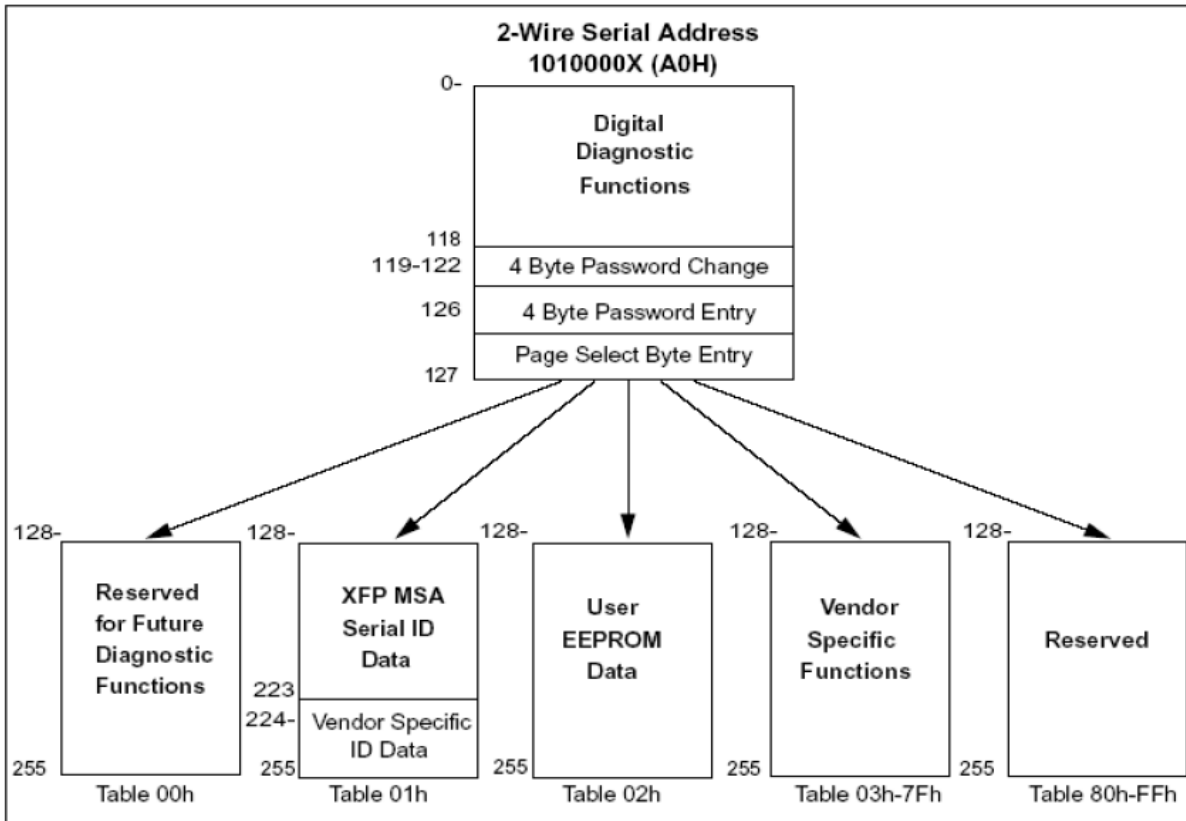 2-Wire Serial Address
1010000X (A0H)
0-
Digital
Diagnostic
Functions
118
119-122
4 Byte Password Change
126
4 Byte Password Entry
Page Select Byte Entry
127
128-
Reserved
for Future
Diagnostic
Functions
255
Table 00h
128-
XFP MSA
Serial ID
Data
223
224-
Vendor Specific
ID Data
255
Table 01h
128-
User
EEPROM
Data
255
Table 02h
128-
Vendor
Specific
Functions
255
Table 03h-7Fh
128-
Reserved
255
Table 80h-FFh